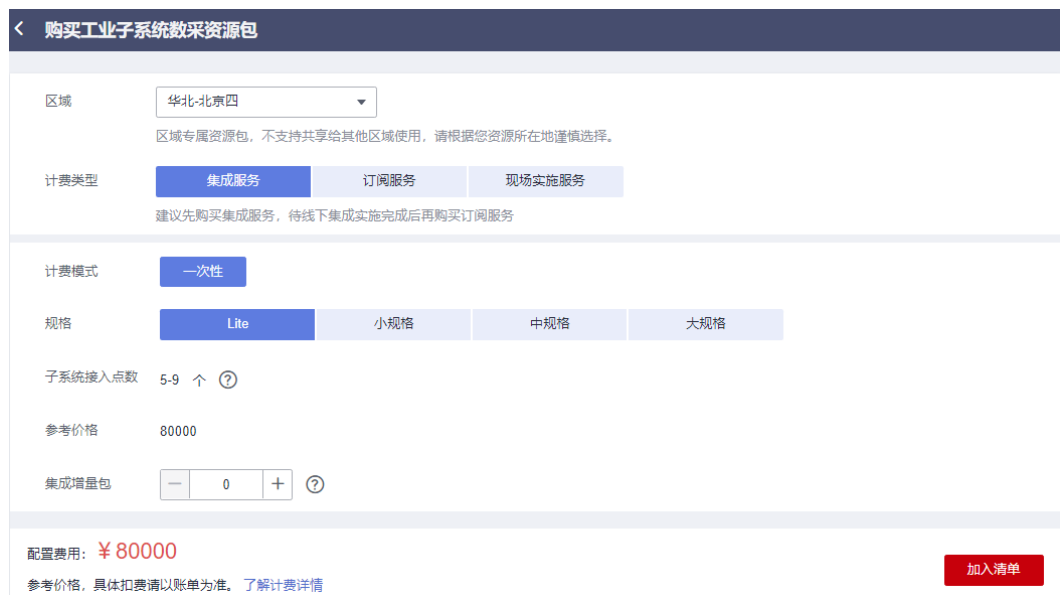 购买工业子系统数采资源包
区域 华北-北京四
区域专属资源包，不支持共享给其他区域使用，请根据您资源所在地谨慎选择。
计费类型 集成服务 订阅服务 现场实施服务
建议先购买集成服务，待线下集成实施完成后再购买订阅服务
计费模式 一次性
规格 Lite 小规格 中规格 大规格
子系统接入点数 5-9 个 ?
参考价格 80000
集成增量包 — 0 + ?
配置费用： ¥80000
参考价格，具体扣费请以账单为准。 了解计费详情
加入清单